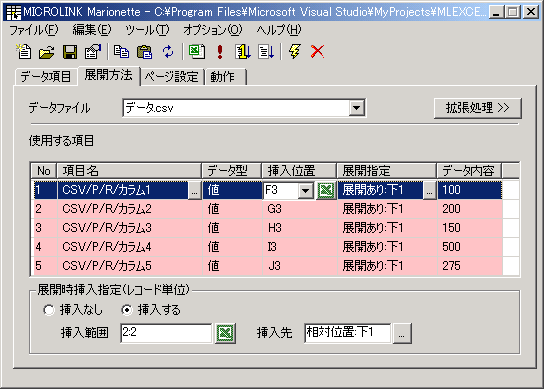 MICROLINK Marionette - C:¥Program Files¥Microsoft Visual Studio¥MyProjects¥MLEXCE...
ファイル(F) 編集(E) ツール(T) オプション(O) ヘルプ(H)
データ項目 展開方法 ページ設定 動作
データファイル データ.csv 拡張処理 >>
使用する項目
No 項目名 データ型 挿入位置 展開指定 データ内容
1 CSV/P/R/カラム1 ... 値 F3 展開あり:下1 ... 100
2 CSV/P/R/カラム2 値 G3 展開あり:下1 200
3 CSV/P/R/カラム3 値 H3 展開あり:下1 150
4 CSV/P/R/カラム4 値 I3 展開あり:下1 500
5 CSV/P/R/カラム5 値 J3 展開あり:下1 275
展開時挿入指定(レコード単位)
挿入なし 挿入する
挿入範囲 2:2 挿入先 相対位置:下1 ...